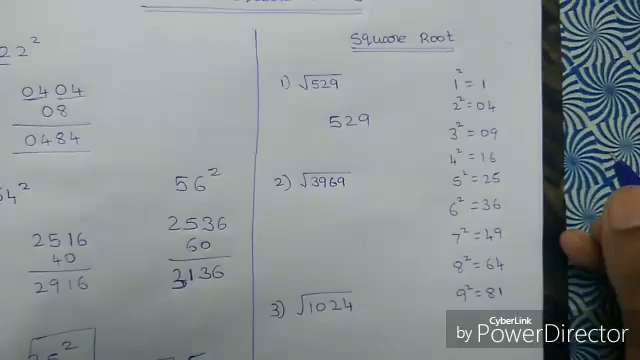 22²
0404
08
0484
54²
2516
40
2916
56²
2536
60
3136
Square Root
1) √529
529
2) √3969
3) √1024
1² = 1
2² = 04
3² = 09
4² = 16
5² = 25
6² = 36
7² = 49
8² = 64
9² = 81
CyberLink
by PowerDirector